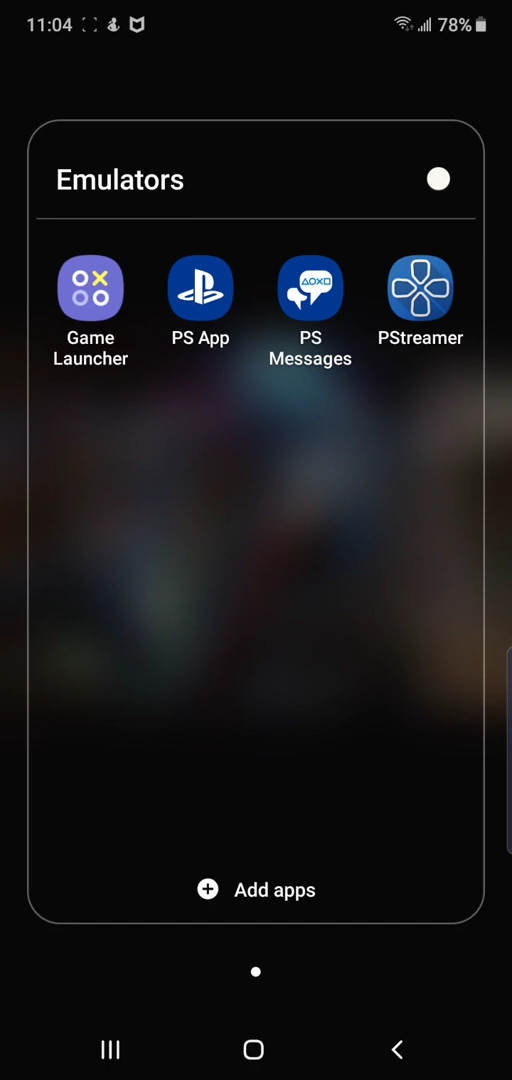 11:04 78%
Emulators
Game
Launcher
PS App
PS
Messages
PStreamer
Add apps